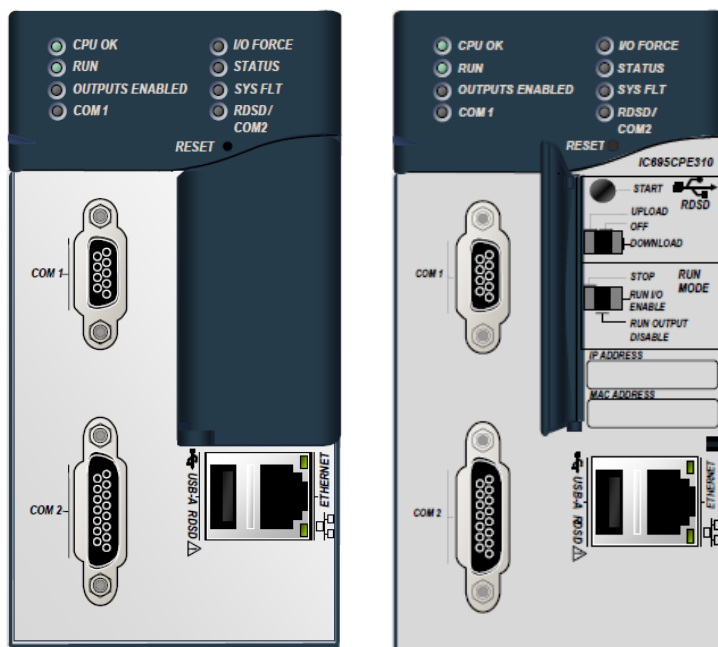 CPU OK
I/O FORCE
RUN
STATUS
OUTPUTS ENABLED
SYS FLT
COM 1
RDSD/
COM2
RESET
COM 1
COM 2
USB-A RDSD
ETHERNET
CPU OK
I/O FORCE
RUN
STATUS
OUTPUTS ENABLED
SYS FLT
COM 1
RDSD/
COM2
RESET
IC695CPE310
START
RDSD
UPLOAD
OFF
DOWNLOAD
STOP
RUN
MODE
RUN I/O
ENABLE
RUN OUTPUT
DISABLE
IP ADDRESS
MAC ADDRESS
COM 1
COM 2
USB-A RDSD
ETHERNET